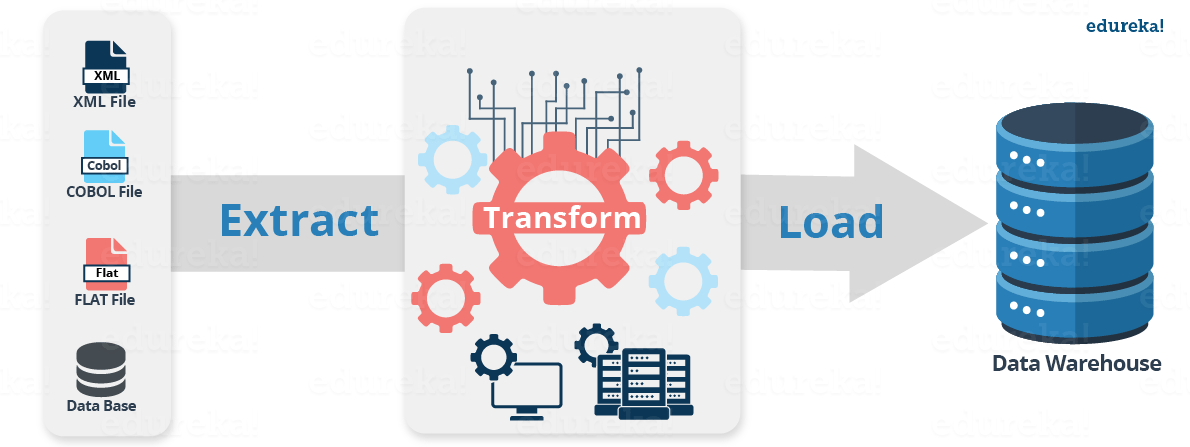 edureka!
XML
XML File
Cobol
COBOL File
Flat
FLAT File
Data Base
Extract
Transform
Load
Data Warehouse